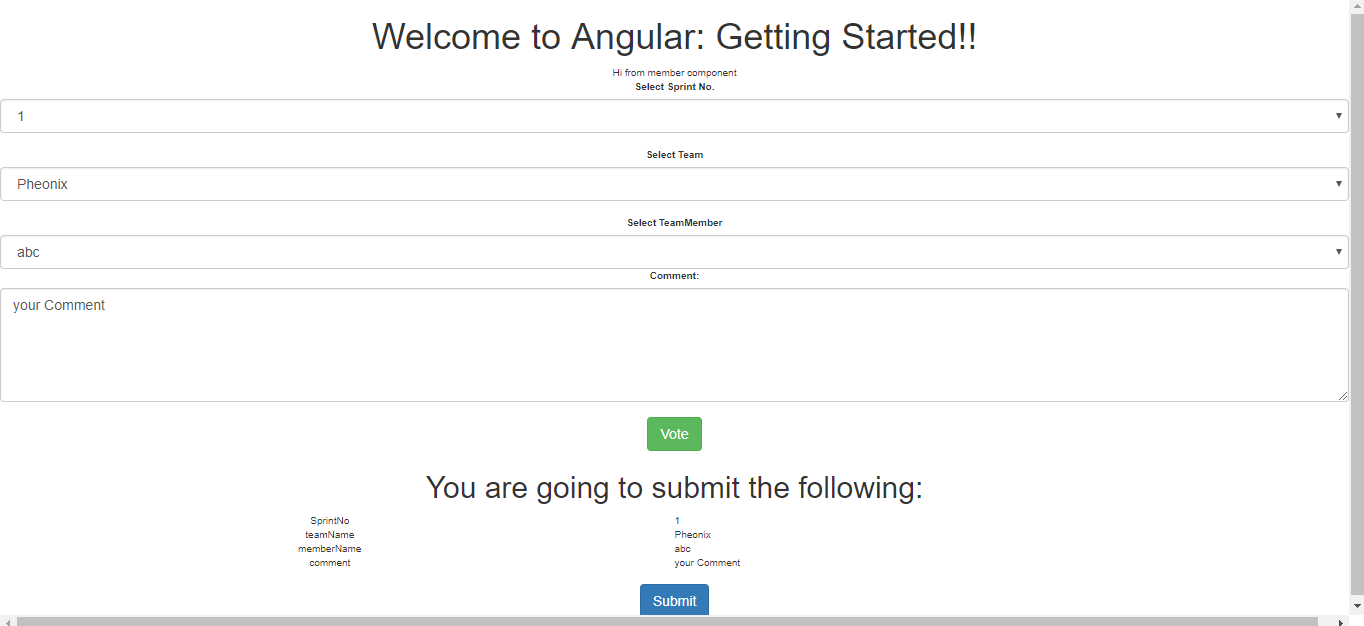 Welcome to Angular: Getting Started!!
Hi from member component
Select Sprint No.
1
Select Team
Pheonix
Select TeamMember
abc
Comment:
your Comment
Vote
You are going to submit the following:
SprintNo 1
teamName Pheonix
memberName abc
comment your Comment
Submit